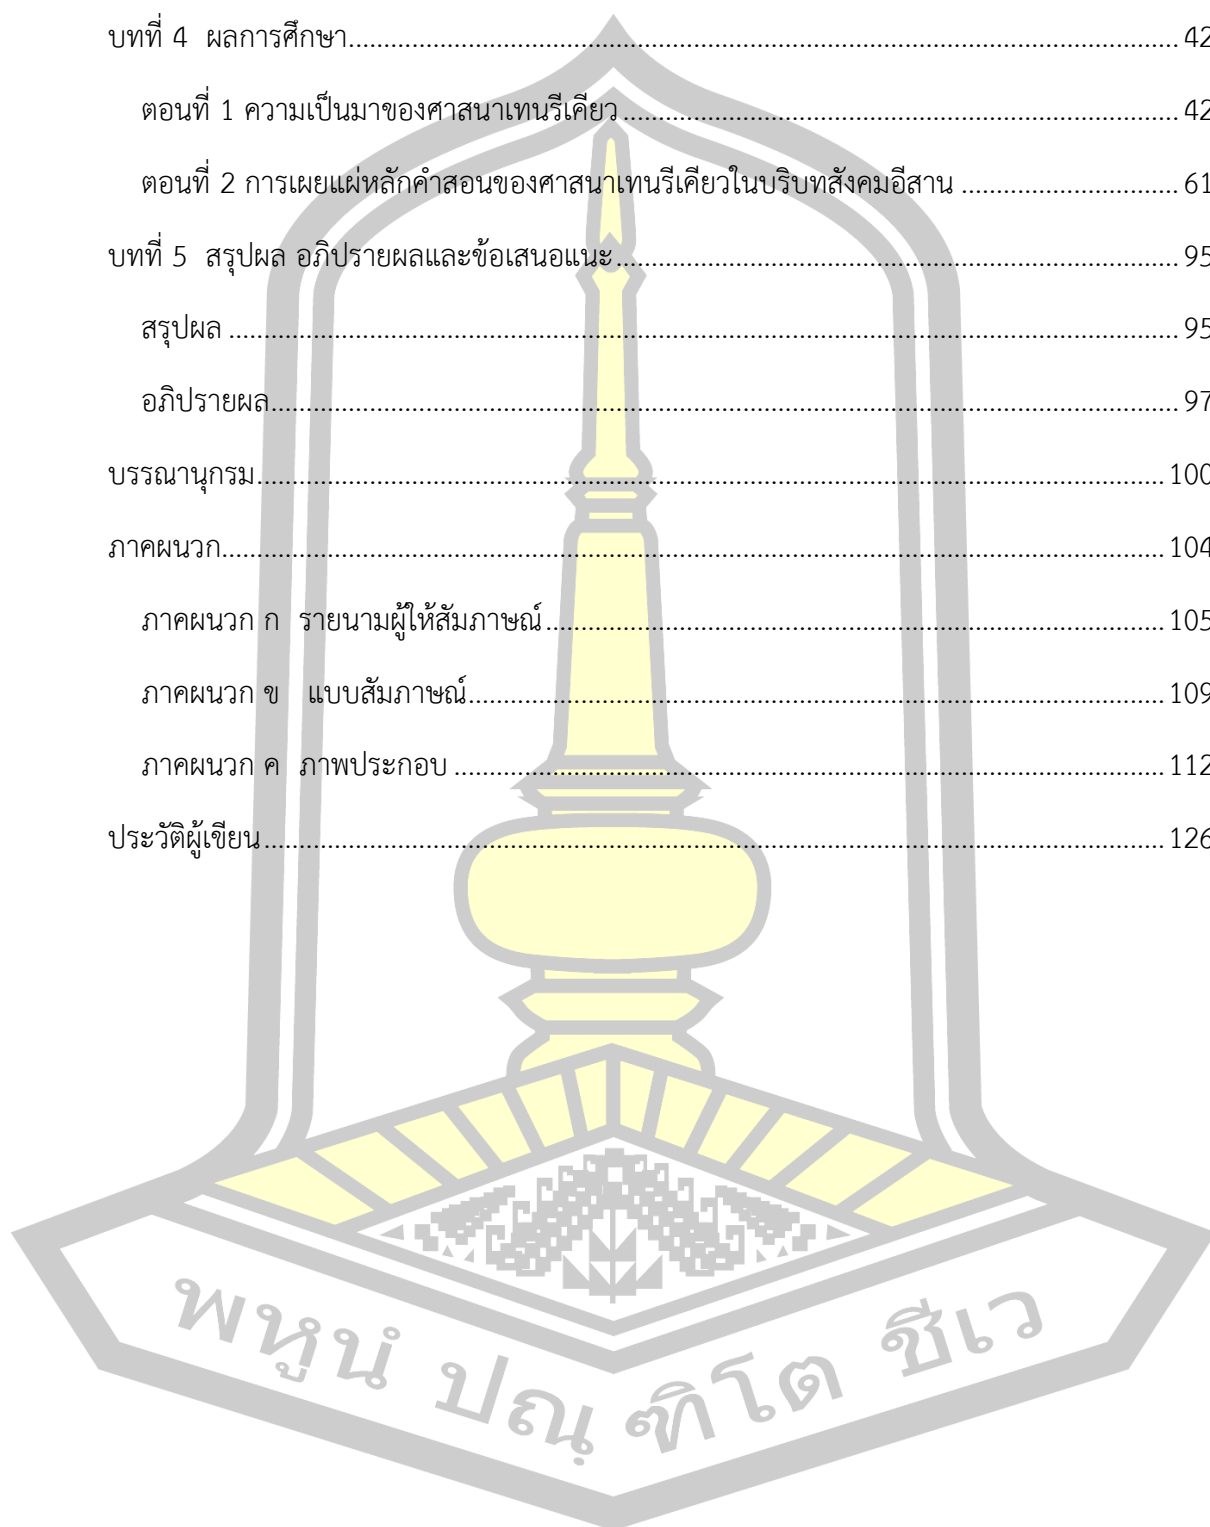 บทที่ 4 ผลการศึกษา........................................ 42
ตอนที่ 1 ความเป็นมาของศาสนาเทนรีเคียว........................................ 42
ตอนที่ 2 การเผยแผ่หลักคำสอนของศาสนาเทนรีเคียวในบริบทสังคมอีสาน ........................................ 61
บทที่ 5 สรุปผล อภิปรายผลและข้อเสนอแนะ........................................ 95
สรุปผล ........................................ 95
อภิปรายผล........................................ 97
บรรณานุกรม........................................ 100
ภาคผนวก........................................ 104
ภาคผนวก ก รายนามผู้ให้สัมภาษณ์........................................ 105
ภาคผนวก ข แบบสัมภาษณ์........................................ 109
ภาคผนวก ค ภาพประกอบ ........................................ 112
ประวัติผู้เขียน........................................ 126
พหูนํ ปณฺฑิโต ชีเว